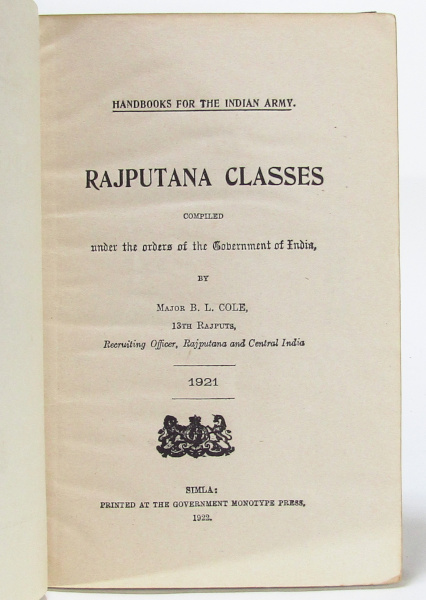 HANDBOOKS FOR THE INDIAN ARMY.
RAJPUTANA CLASSES
COMPILED
under the orders of the Government of India,
BY
MAJOR B. L. COLE,
13TH RAJPUTS,
Recruiting Officer, Rajputana and Central India
1921
SIMLA:
PRINTED AT THE GOVERNMENT MONOTYPE PRESS,
1922.